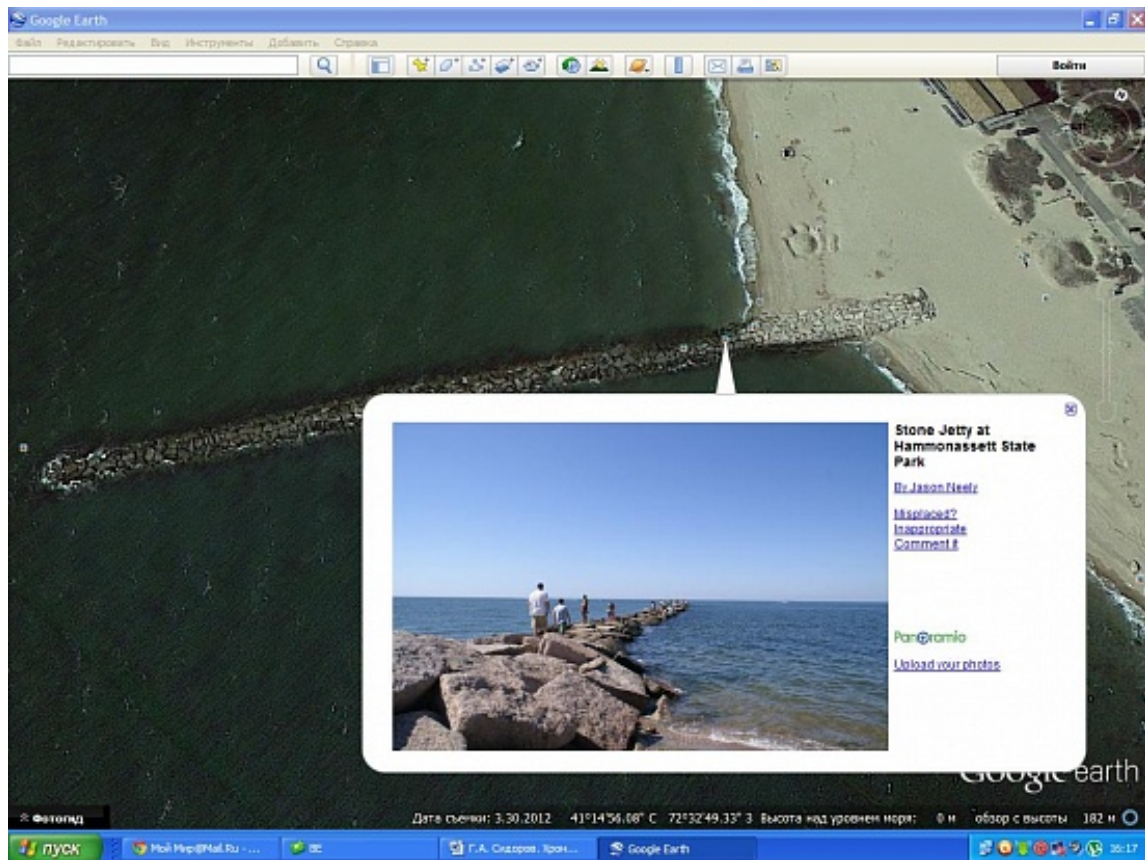 Google Earth
Файл Редактировать Вид Инструменты Добавить Справка
Войти
Stone Jetty at
Hammonassett State
Park
By Jason Neely
Misplaced?
Inappropriate
Comment it
Panoramio
Upload your photos
Google earth
Фотогид
Дата съемки: 3.30.2012 41°14'56.08" С 72°32'49.33" З Высота над уровнем моря: 0 м обзор с высоты 182 м
пуск
Мой Мир@Mail.Ru - ...
Г.А. Сидоров. Хрон...
Google Earth